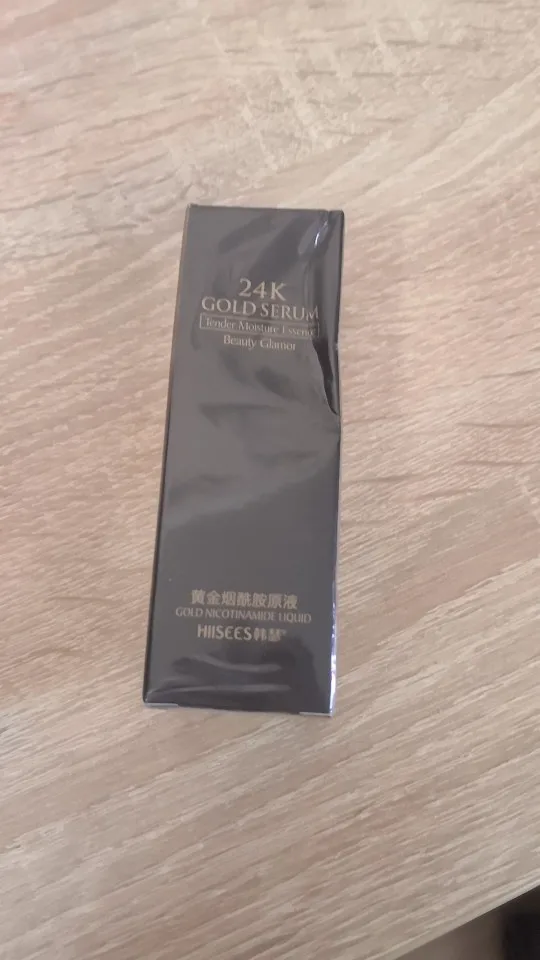 24K
GOLD SERUM
Tender Moisture Essence
Beauty Glamor
黄金烟酰胺原液
GOLD NICOTINAMIDE LIQUID
HIISEES韩瑟